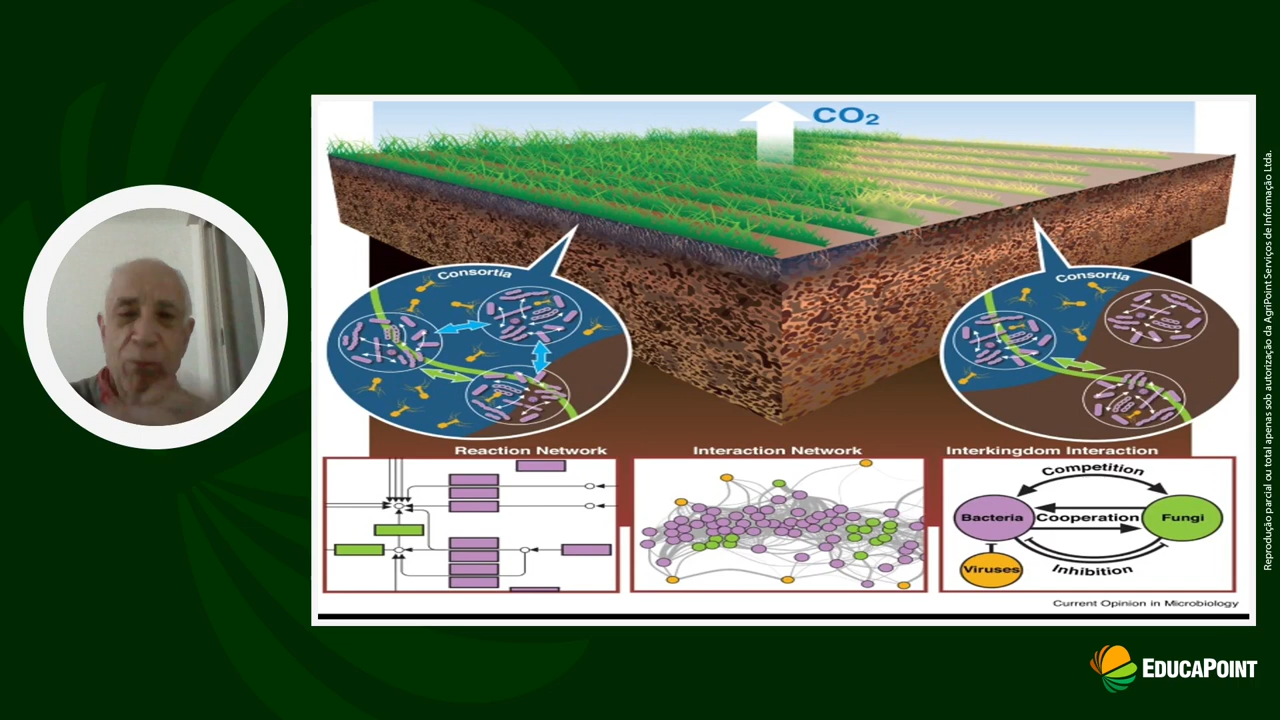 CO₂
Consortia
Consortia
Reaction Network
Interaction Network
Interkingdom Interaction
Competition
Bacteria
Cooperation
Fungi
Viruses
Inhibition
Current Opinion in Microbiology
EDUCAPOINT
Reprodução parcial ou total apenas sob autorização da AgriPoint Serviços de Informação Ltda.